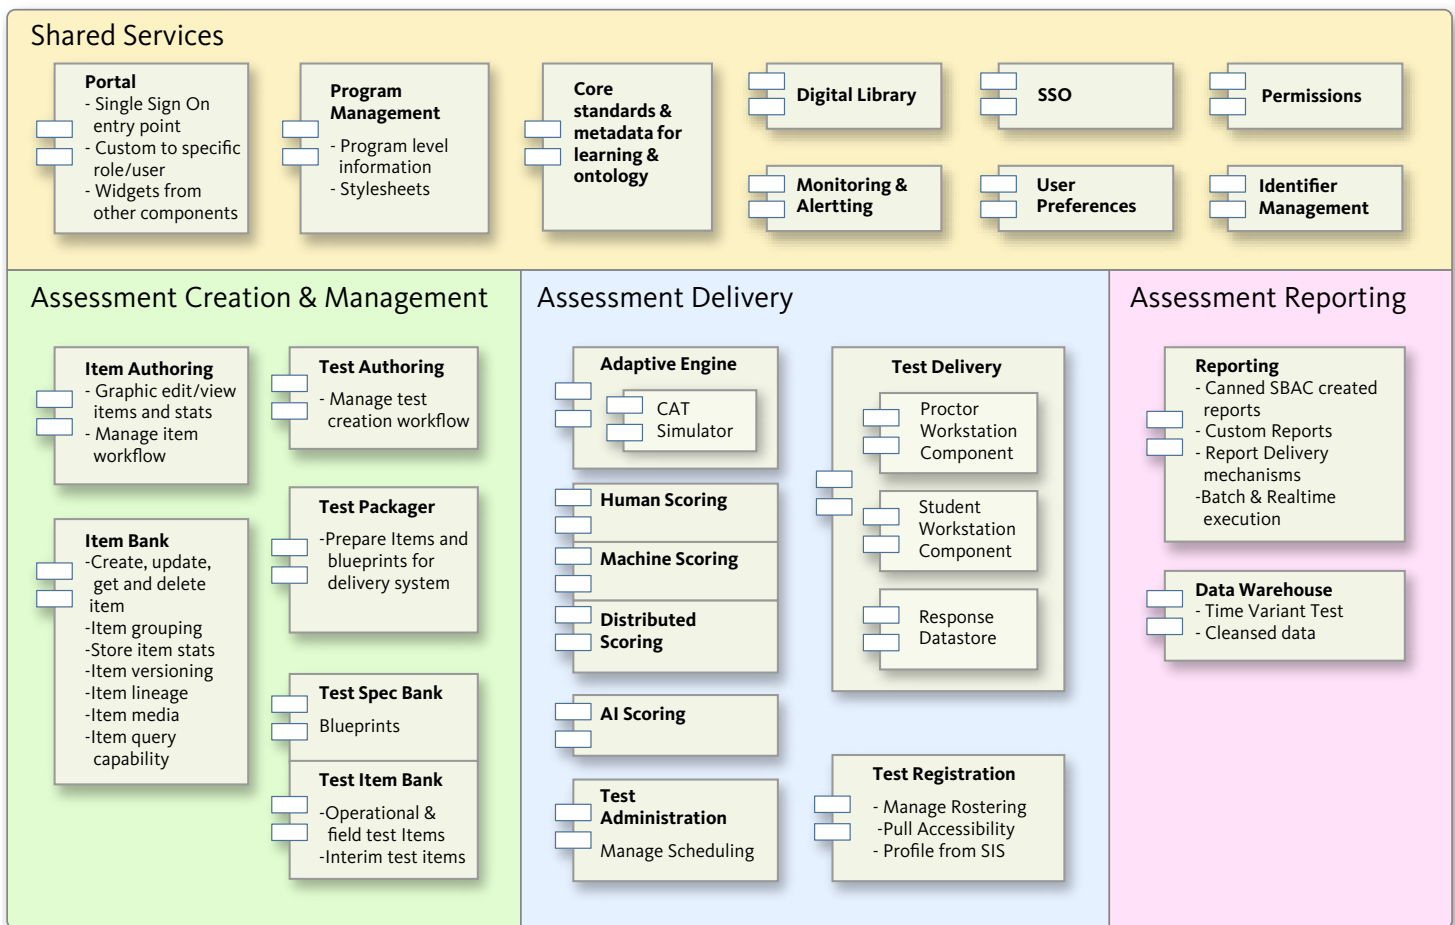 Shared Services
Portal
- Single Sign On
entry point
- Custom to specific
role/user
- Widgets from
other components
Program
Management
- Program level
information
- Stylesheets
Core
standards &
metadata for
learning &
ontology
Digital Library
SSO
Permissions
Monitoring &
Alertting
User
Preferences
Identifier
Management
Assessment Creation & Management
Item Authoring
- Graphic edit/view
items and stats
- Manage item
workflow
Test Authoring
- Manage test
creation workflow
Item Bank
-Create, update,
get and delete
item
-Item grouping
-Store item stats
-Item versioning
-Item lineage
-Item media
-Item query
capability
Test Packager
-Prepare Items and
blueprints for
delivery system
Test Spec Bank
Blueprints
Test Item Bank
-Operational &
field test Items
-Interim test items
Assessment Delivery
Adaptive Engine
CAT
Simulator
Human Scoring
Machine Scoring
Distributed
Scoring
AI Scoring
Test
Administration
Manage Scheduling
Test Delivery
Proctor
Workstation
Component
Student
Workstation
Component
Response
Datastore
Test Registration
- Manage Rostering
-Pull Accessibility
- Profile from SIS
Assessment Reporting
Reporting
- Canned SBAC created
reports
- Custom Reports
- Report Delivery
mechanisms
-Batch & Realtime
execution
Data Warehouse
- Time Variant Test
- Cleansed data